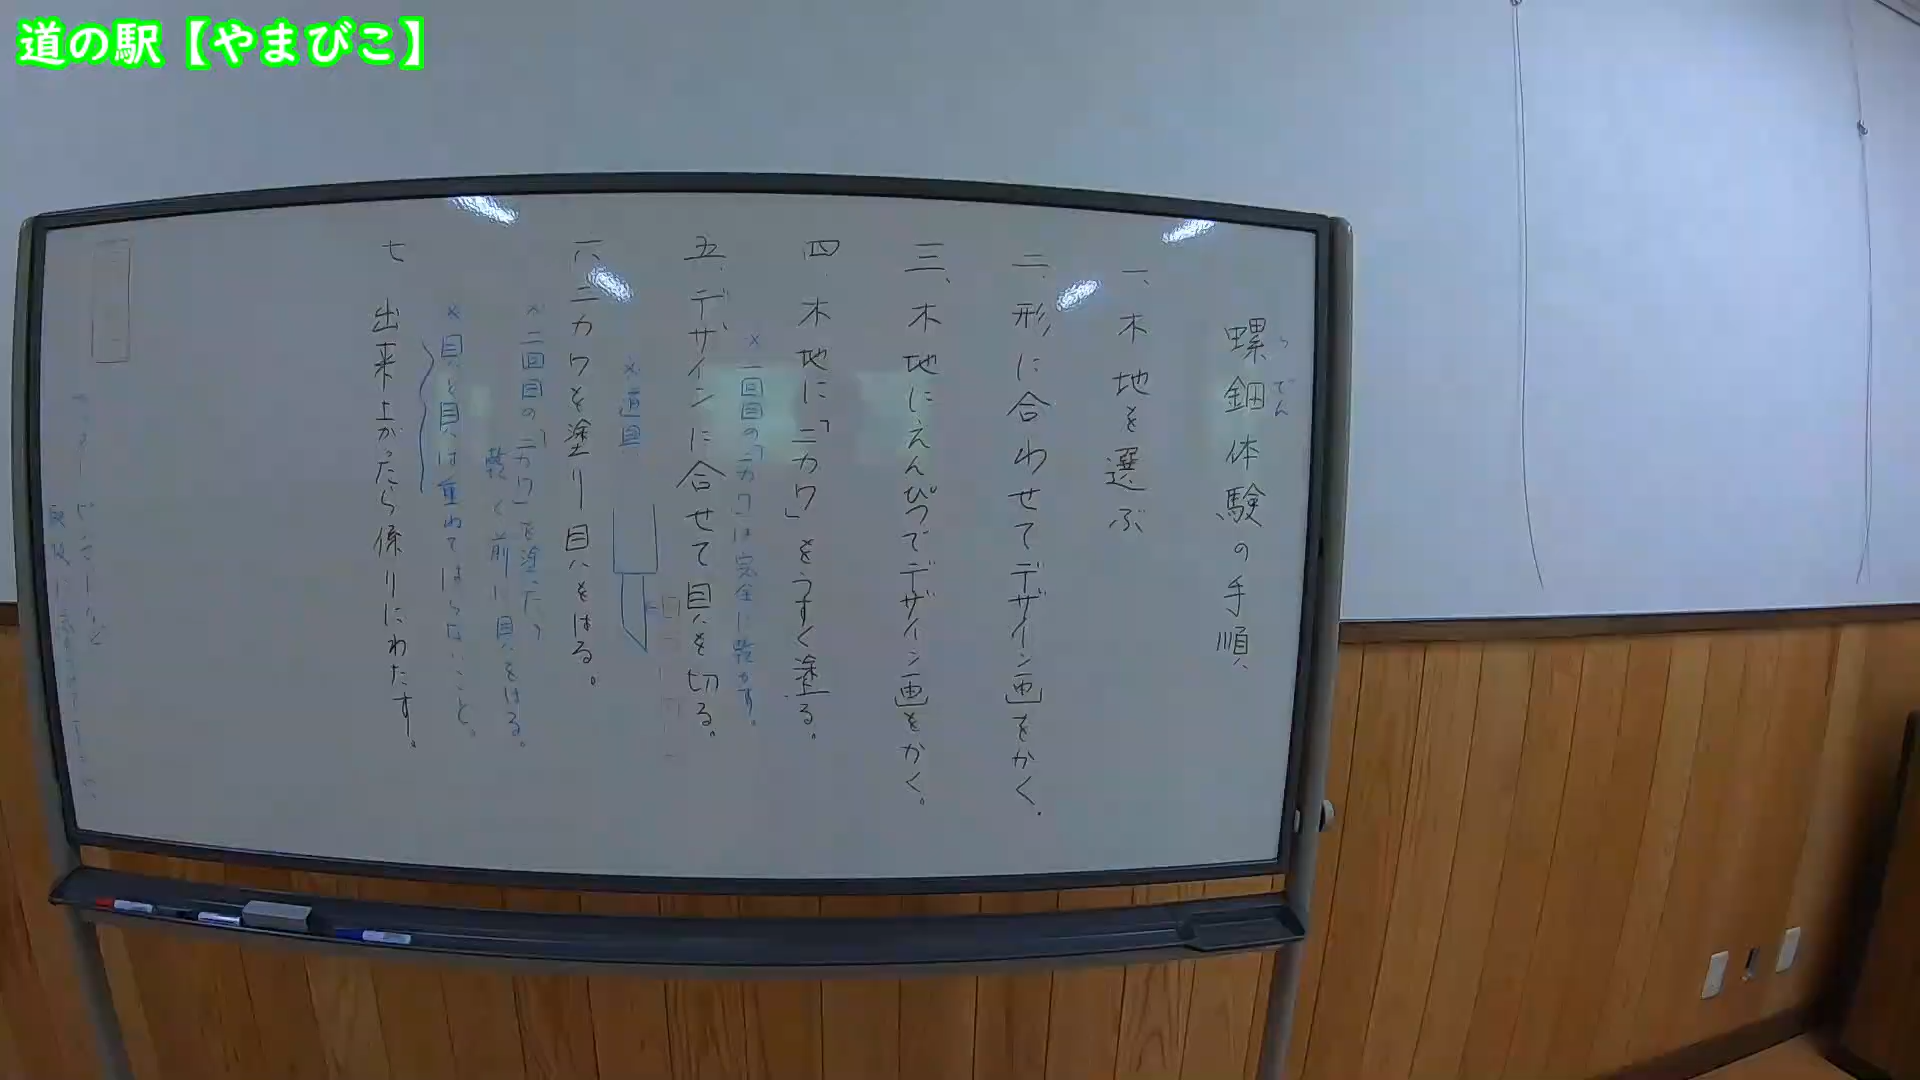 道の駅【やまびこ】
螺鈿体験の手順
らでん
一、木地を選ぶ
二、形に合わせてデザイン画をかく。
三、木地にえんぴつでデザイン画をかく。
四 木地に「ニカワ」をうすく塗る。
×一回目の「ニカワ」は完全に乾かす。
五、デザインに合せて貝を切る。
×道具
六 ニカワを塗り貝をはる。
×二回目の「ニカワ」を塗ったら
乾く前に貝をはる。
×貝と貝は重ねてはらないこと。
七 出来上がったら係りにわたす。